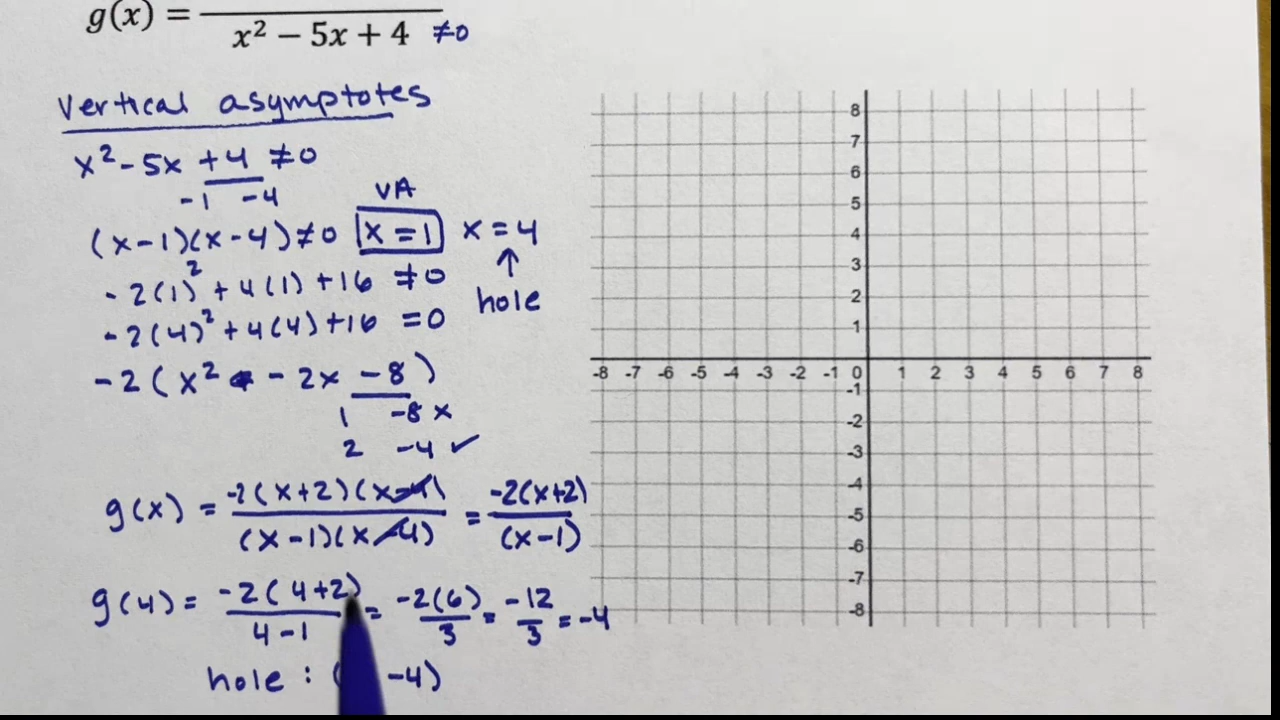 g(x) =
x² − 5x + 4 ≠0
Vertical asymptotes
x² - 5x + 4 ≠ 0
-1 -4
VA
(x-1)(x-4) ≠ 0 x = 1 x = 4
↑
hole
-2(1)² + 4(1) + 16 ≠ 0
-2(4)² + 4(4) + 16 = 0
-2(x² - 2x - 8)
1 -8 x
2 -4 ✓
g(x) = -2(x+2)(x-4) / (x-1)(x-4) = -2(x+2) / (x-1)
g(4) = -2(4+2) / 4-1 = -2(6) / 3 = -12 / 3 = -4
hole : ( -4)
8
7
6
5
4
3
2
1
-8 -7 -6 -5 -4 -3 -2 -1 0 1 2 3 4 5 6 7 8
-1
-2
-3
-4
-5
-6
-7
-8